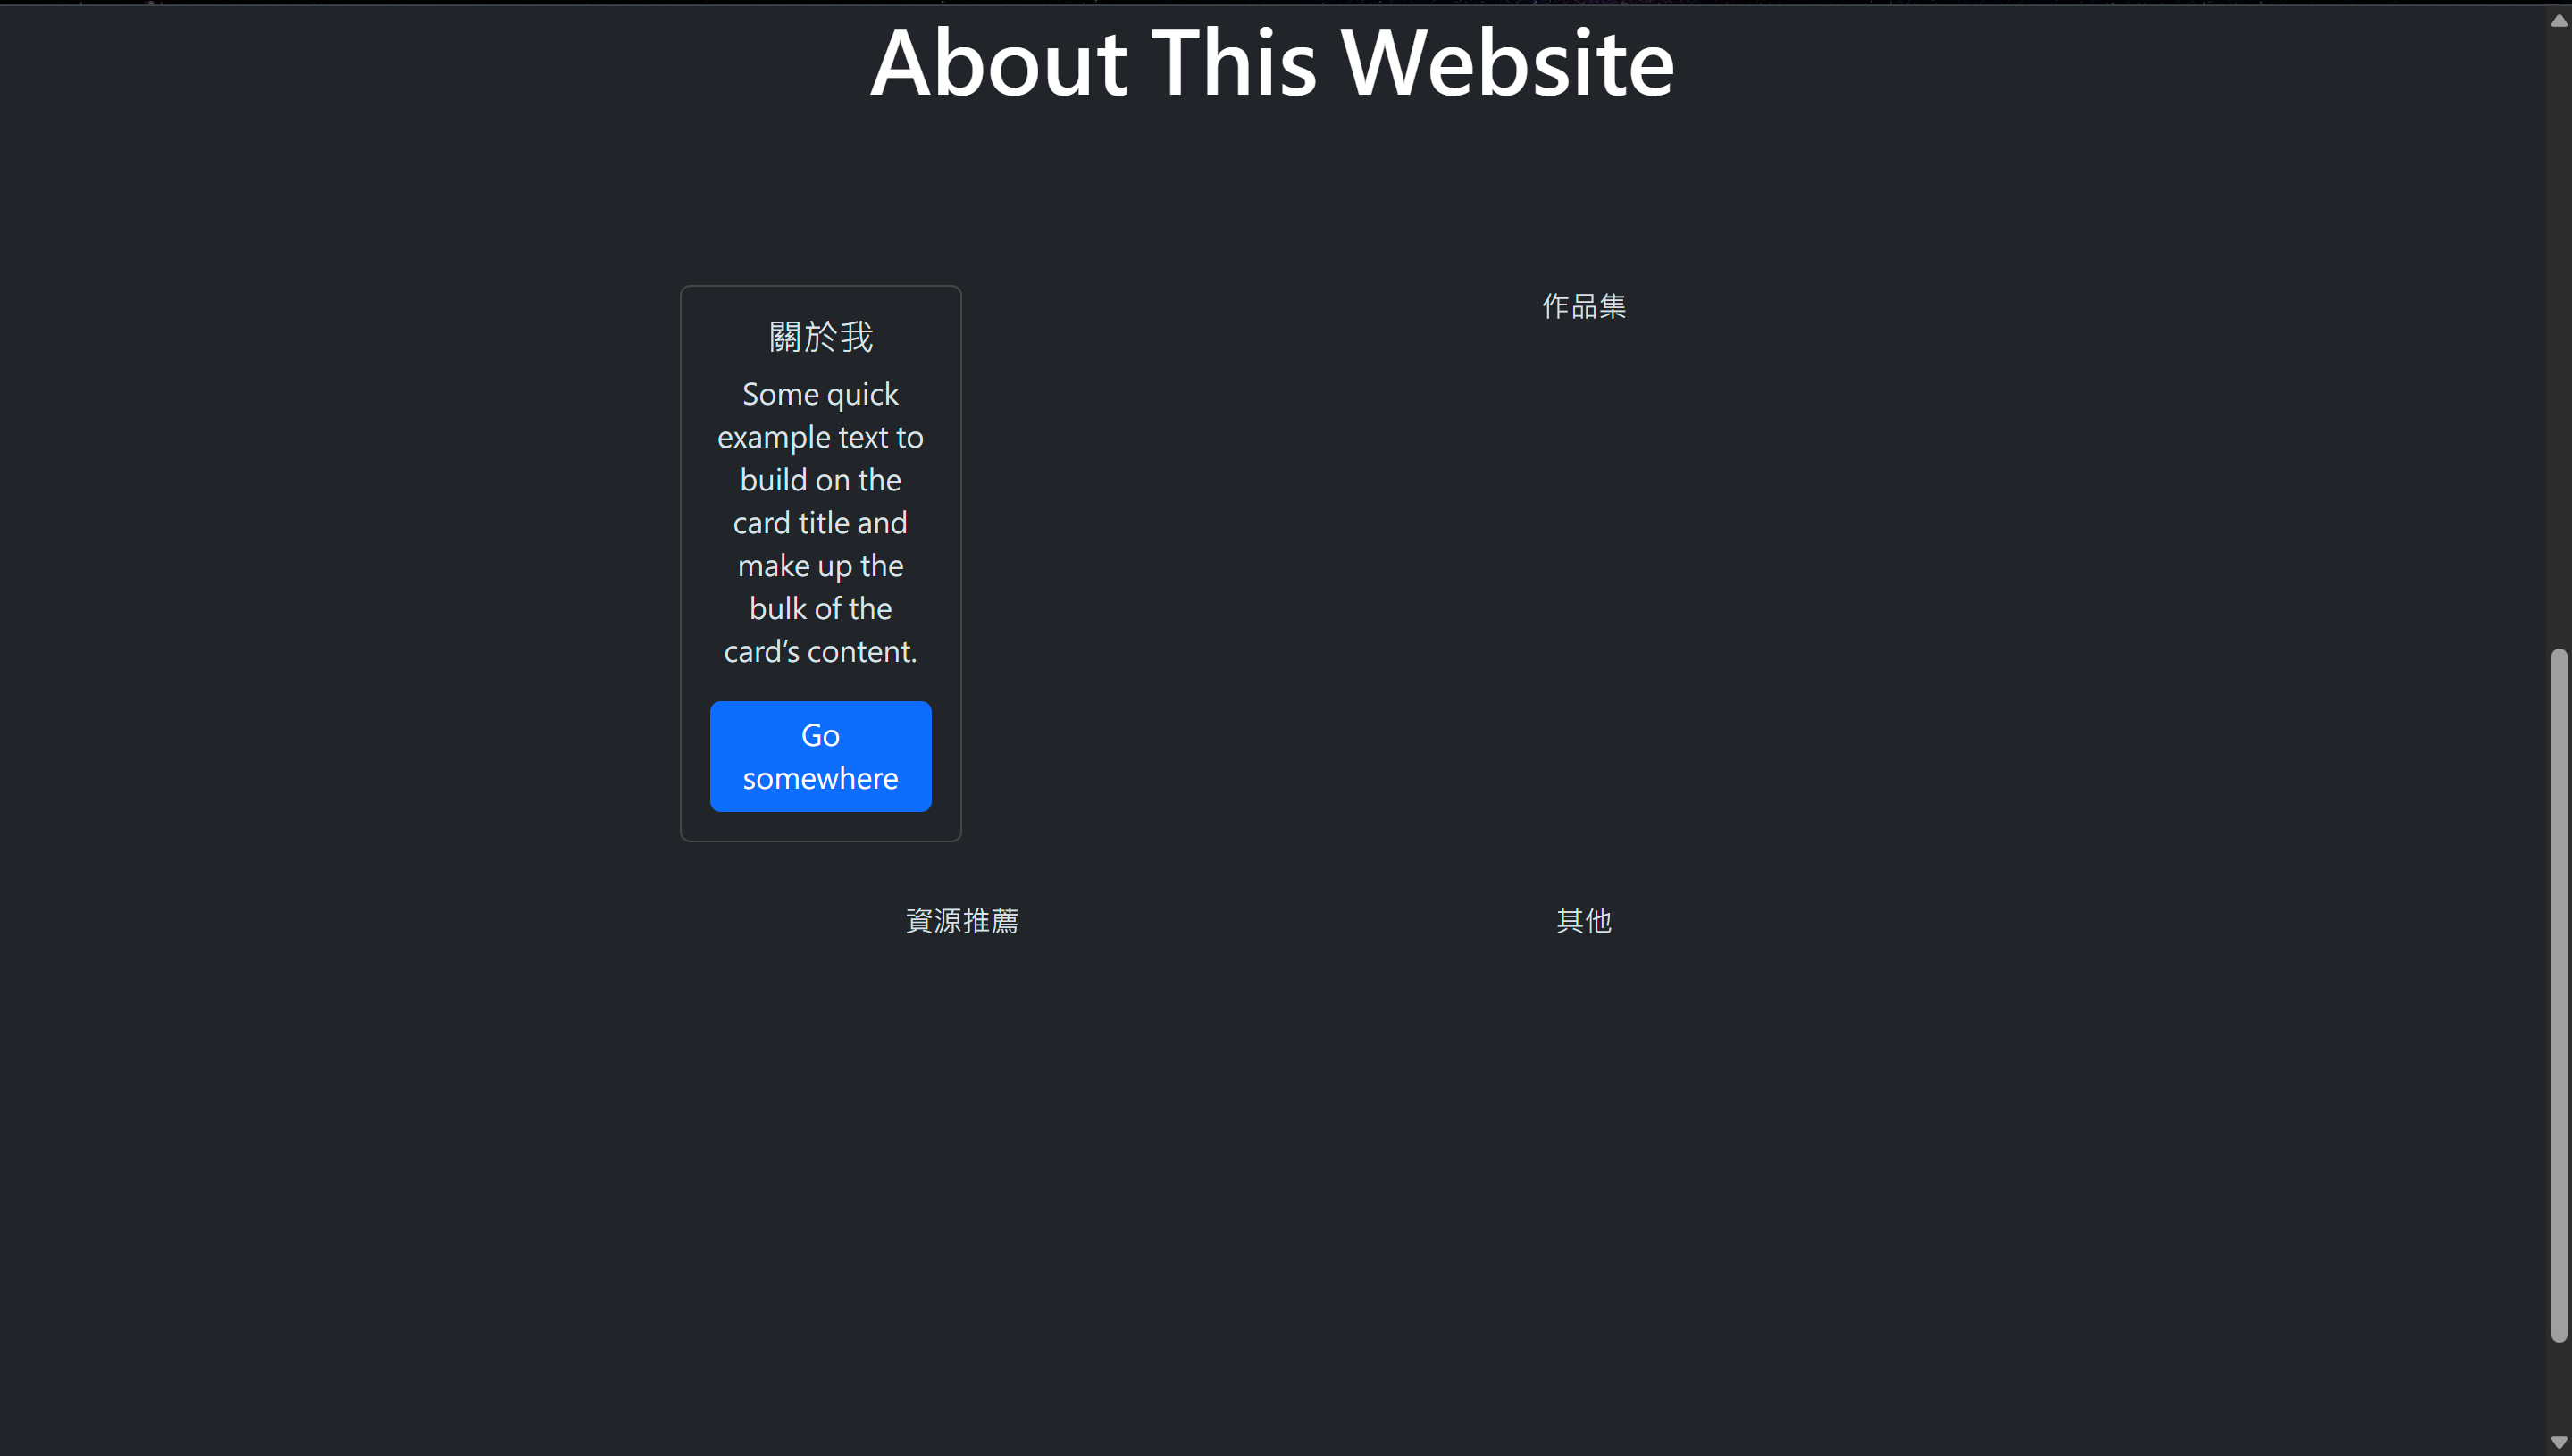 About This Website
關於我
Some quick
example text to
build on the
card title and
make up the
bulk of the
card’s content.
Go
somewhere
作品集
資源推薦
其他